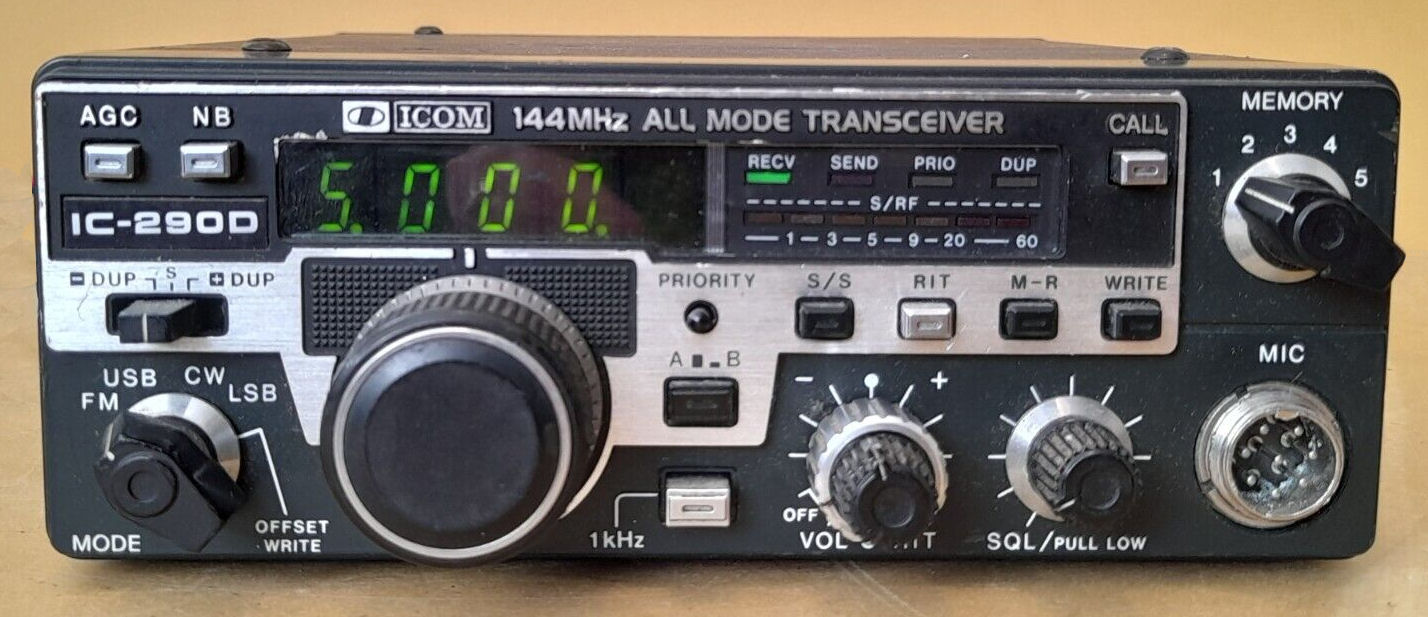 AGC NB ICOM 144MHz ALL MODE TRANSCEIVER CALL MEMORY
1 2 3 4 5
IC-290D
5.000.
RECV SEND PRIO DUP
S/RF
1 3 5 9 20 60
- DUP S + DUP
PRIORITY S/S RIT M-R WRITE
A B
MIC
FM USB CW LSB
- +
OFFSET
WRITE
MODE
1kHz
OFF
VOL
SQL/PULL LOW